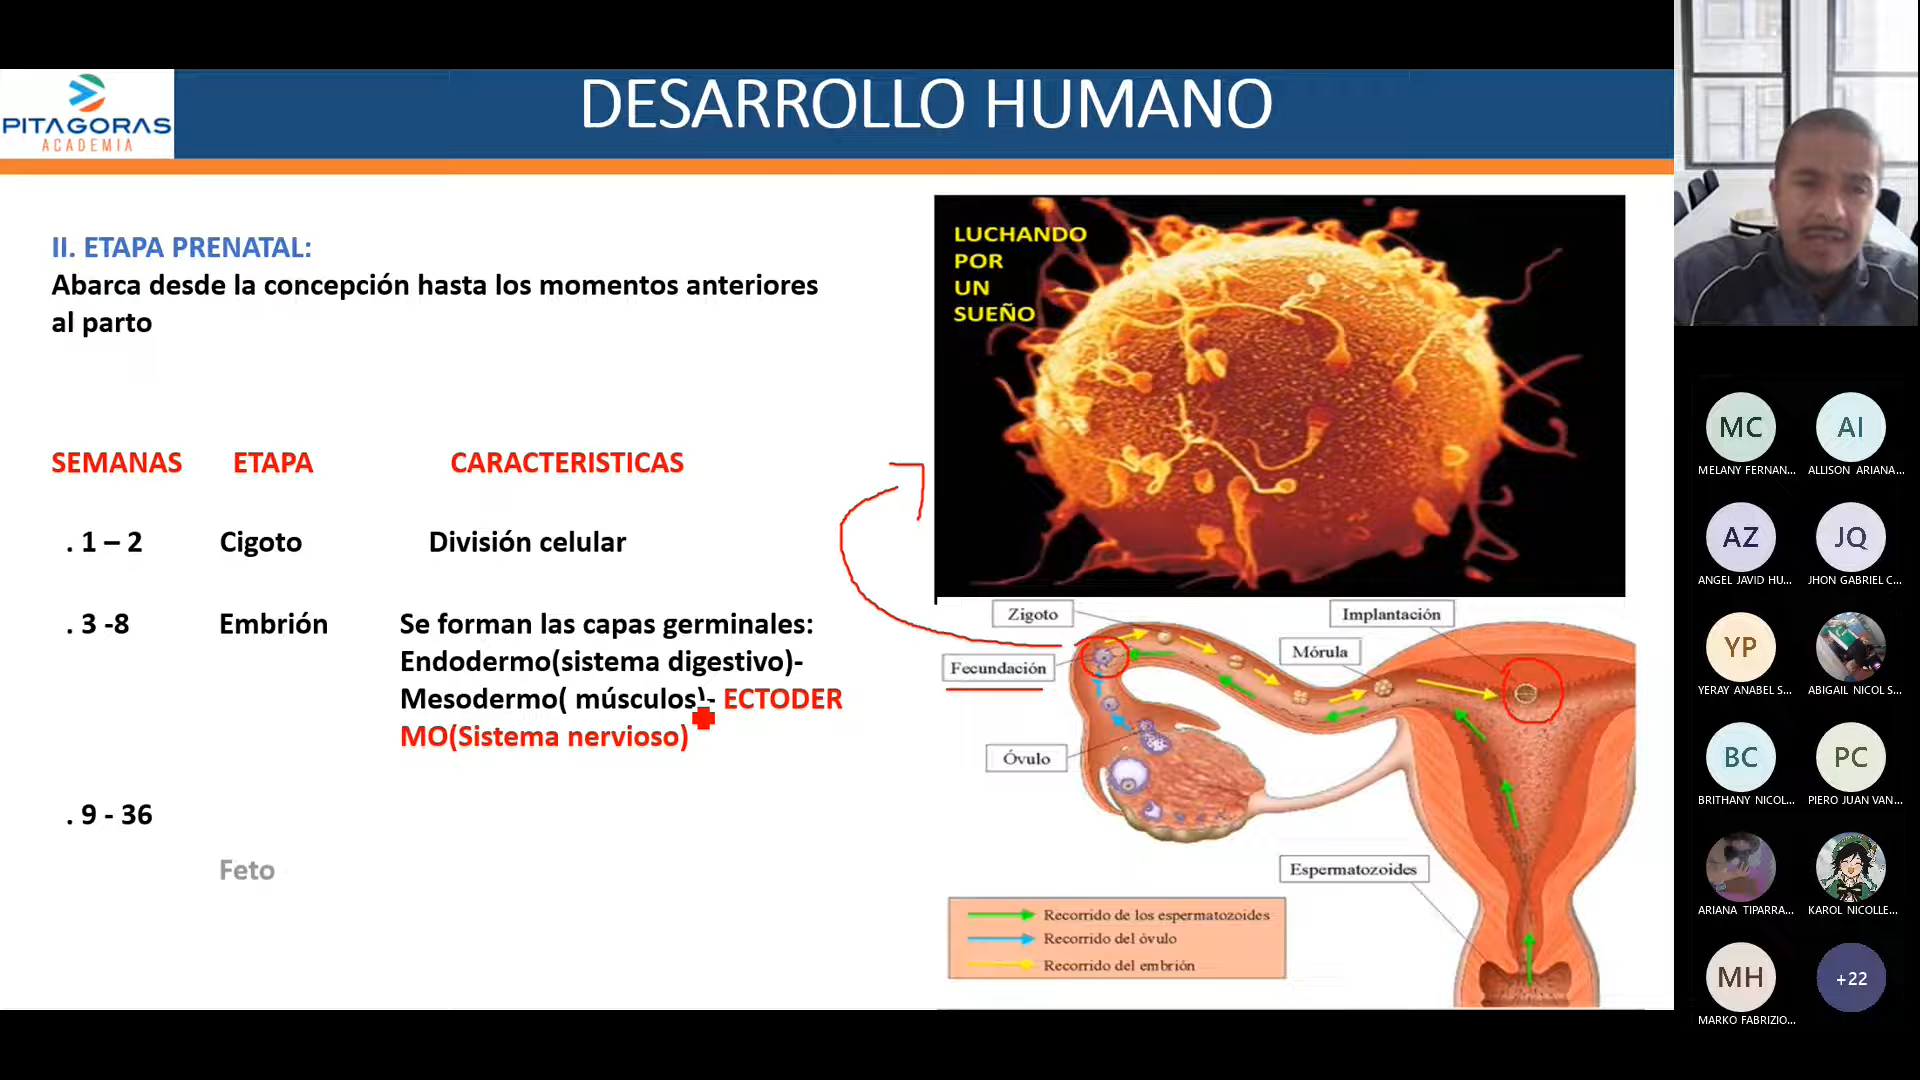 PITAGORAS
ACADEMIA
DESARROLLO HUMANO
II. ETAPA PRENATAL:
Abarca desde la concepción hasta los momentos anteriores
al parto
SEMANAS ETAPA CARACTERISTICAS
. 1 – 2 Cigoto División celular
. 3 -8 Embrión Se forman las capas germinales:
Endodermo(sistema digestivo)-
Mesodermo( músculos)- ECTODER
MO(Sistema nervioso)
. 9 - 36
Feto
LUCHANDO
POR
UN
SUEÑO
Zigoto
Implantación
Fecundación
Mórula
Óvulo
Espermatozoides
Recorrido de los espermatozoides
Recorrido del óvulo
Recorrido del embrión
MC AI
MELANY FERNAN... ALLISON ARIANA...
AZ JQ
ANGEL JAVID HU... JHON GABRIEL C...
YP
YERAY ANABEL S... ABIGAIL NICOL S...
BC PC
BRITHANY NICOL... PIERO JUAN VAN...
ARIANA TIPARRA... KAROL NICOLLE...
MH +22
MARKO FABRIZIO...